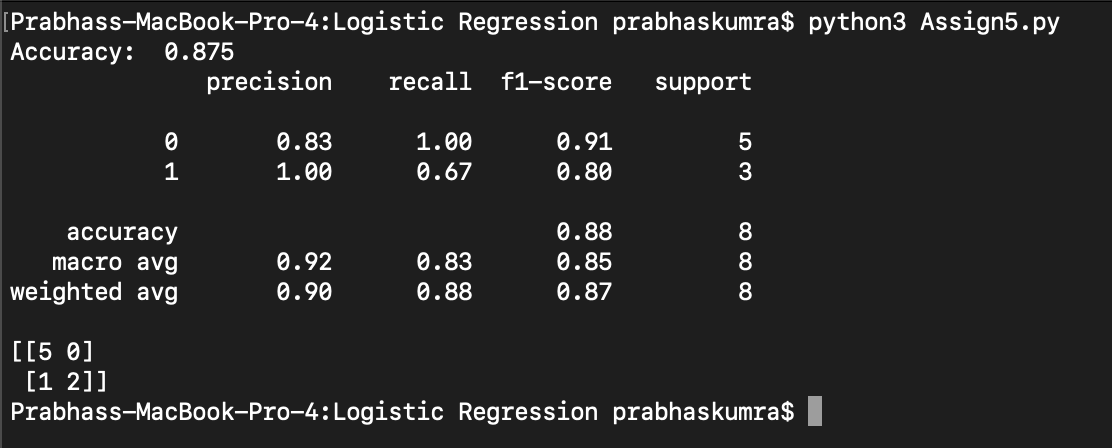 [Prabhass-MacBook-Pro-4:Logistic Regression prabhaskumra$ python3 Assign5.py
Accuracy:  0.875
              precision    recall  f1-score   support

           0       0.83      1.00      0.91         5
           1       1.00      0.67      0.80         3

    accuracy                           0.88         8
   macro avg       0.92      0.83      0.85         8
weighted avg       0.90      0.88      0.87         8

[[5 0]
 [1 2]]
Prabhass-MacBook-Pro-4:Logistic Regression prabhaskumra$